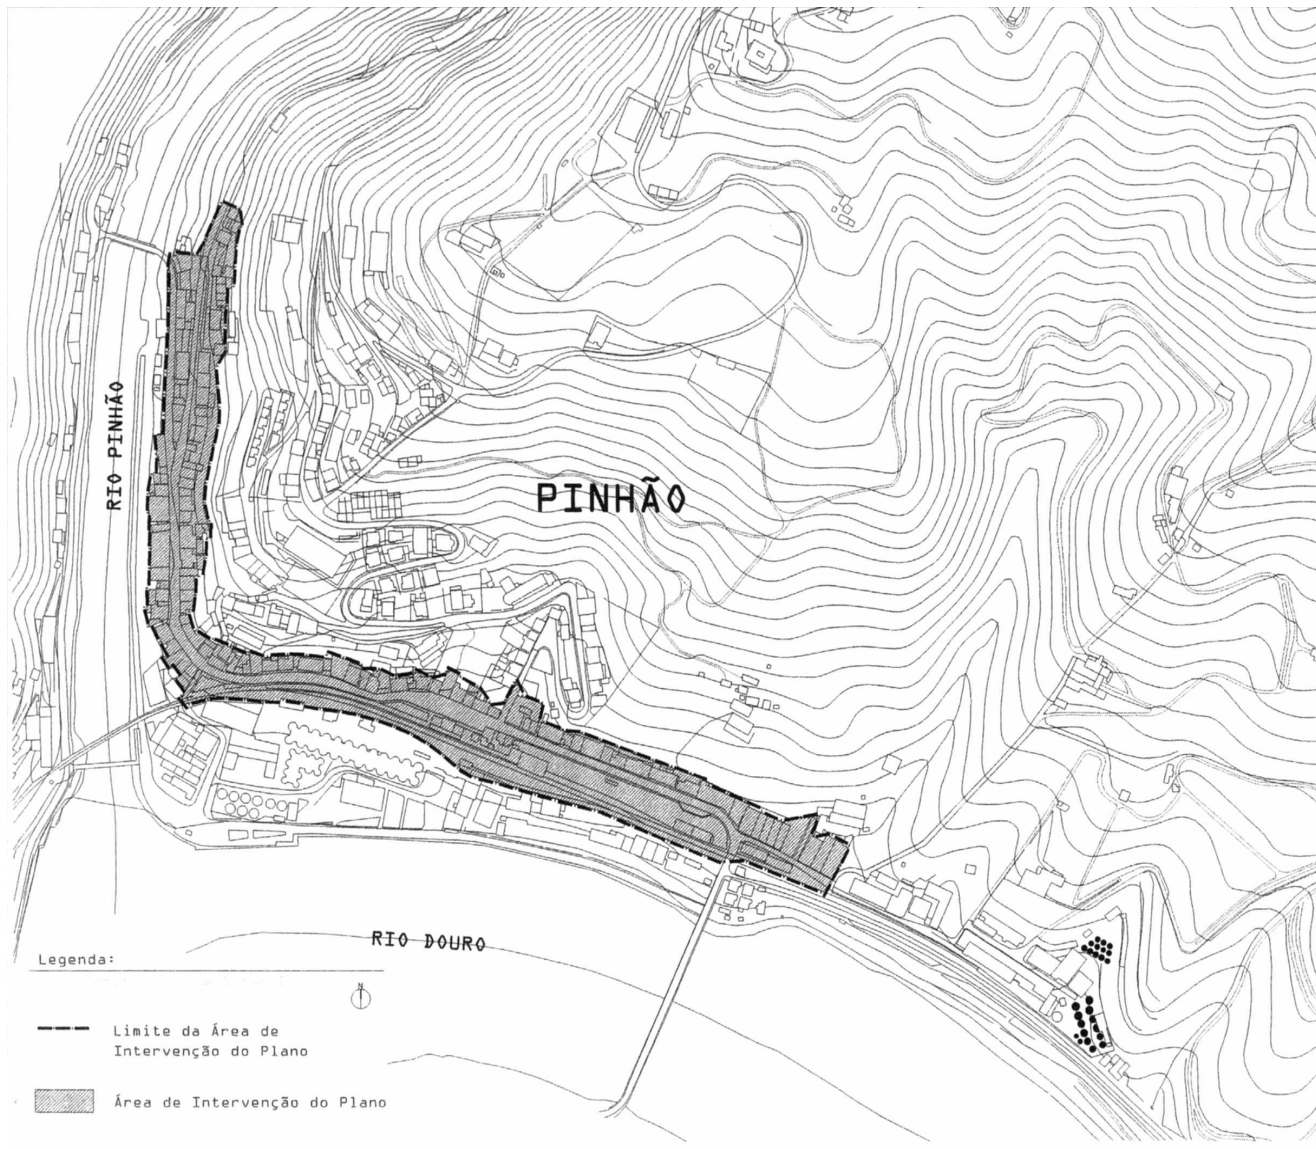 RIO PINHÃO
PINHÃO
RIO DOURO
Legenda:
N
Limite da Área de
Intervenção do Plano
Área de Intervenção do Plano